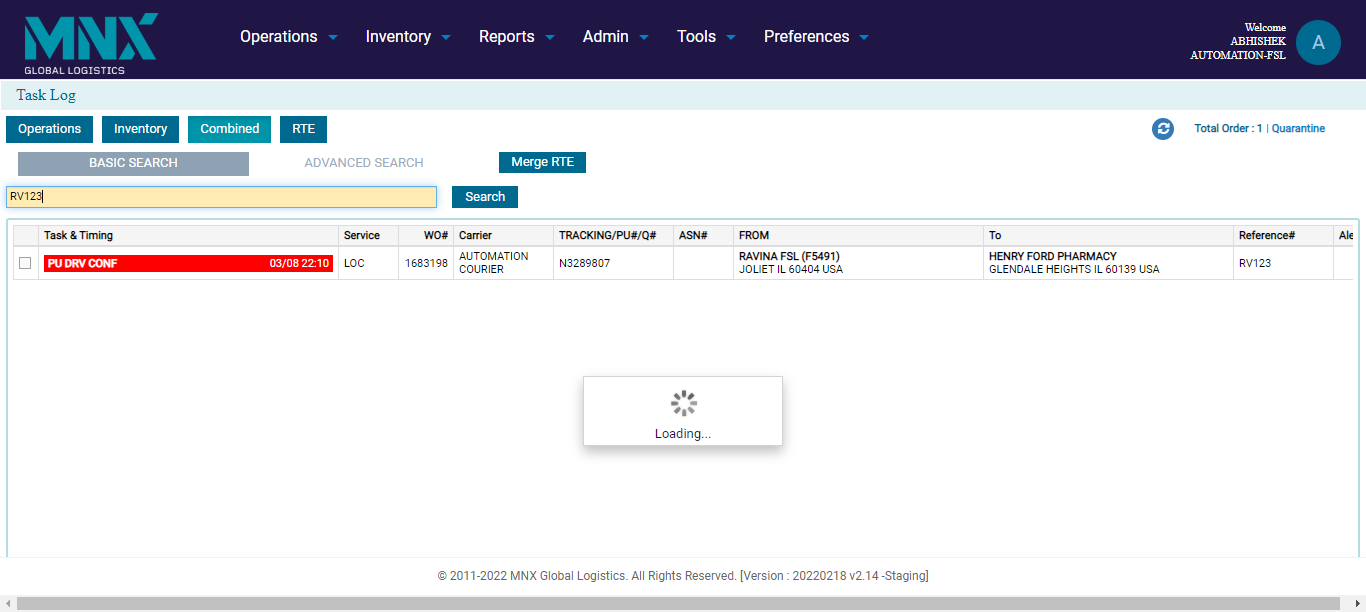 MNX
GLOBAL LOGISTICS
Operations Inventory Reports Admin Tools Preferences
Welcome
ABHISHEK
AUTOMATION-FSL
A
Task Log
Operations Inventory Combined RTE
Total Order : 1 | Quarantine
BASIC SEARCH ADVANCED SEARCH Merge RTE
RV123 Search
Task & Timing Service WO# Carrier TRACKING/PU#/Q# ASN# FROM To Reference# Ale
PU DRV CONF 03/08 22:10 LOC 1683198 AUTOMATION COURIER N3289807 RAVINA FSL (F5491) HENRY FORD PHARMACY RV123
JOLIET IL 60404 USA GLENDALE HEIGHTS IL 60139 USA
Loading...
© 2011-2022 MNX Global Logistics. All Rights Reserved. [Version : 20220218 v2.14 -Staging]